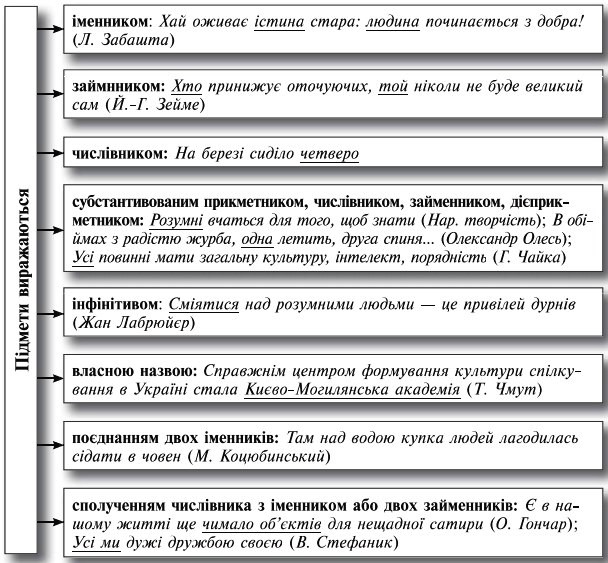 Підмети виражаються
іменником: Хай оживає істина стара: людина починається з добра!
(Л. Забашта)
займнником: Хто принижує оточуючих, той ніколи не буде великий
сам (Й.-Г. Зейме)
числівником: На березі сиділо четверо
субстантивованим прикметником, числівником, займенником, дієприк-
метником: Розумні вчаться для того, щоб знати (Нар. творчість); В обі-
ймах з радістю журба, одна летить, друга спиня... (Олександр Олесь);
Усі повинні мати загальну культуру, інтелект, порядність (Г. Чайка)
інфінітивом: Сміятися над розумними людьми — це привілей дурнів
(Жан Лабрюйєр)
власною назвою: Справжнім центром формування культури спілку-
вання в Україні стала Києво-Могилянська академія (Т. Чмут)
поєднанням двох іменників: Там над водою купка людей лагодилась
сідати в човен (М. Коцюбинський)
сполученням числівника з іменником або двох займенників: Є в на-
шому житті ще чимало об'єктів для нещадної сатири (О. Гончар);
Усі ми дужі дружбою своєю (В. Стефаник)